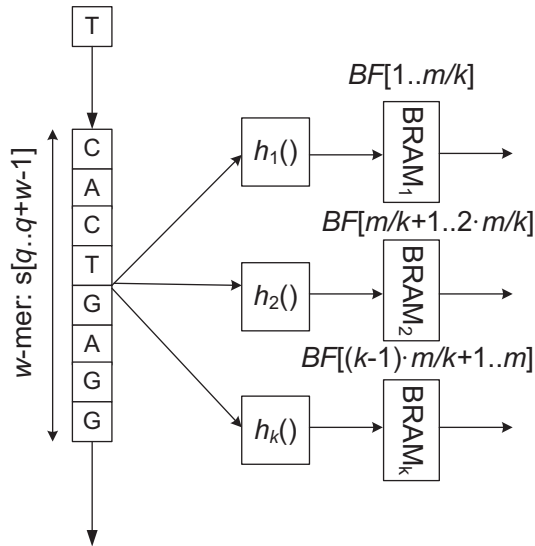 T
BF[1..m/k]
C
A
C
T
G
A
G
G
w-mer: s[q..q+w-1]
h₁()
BRAM₁
BF[m/k+1..2·m/k]
h₂()
BRAM₂
BF[(k-1)·m/k+1..m]
hₖ()
BRAMₖ